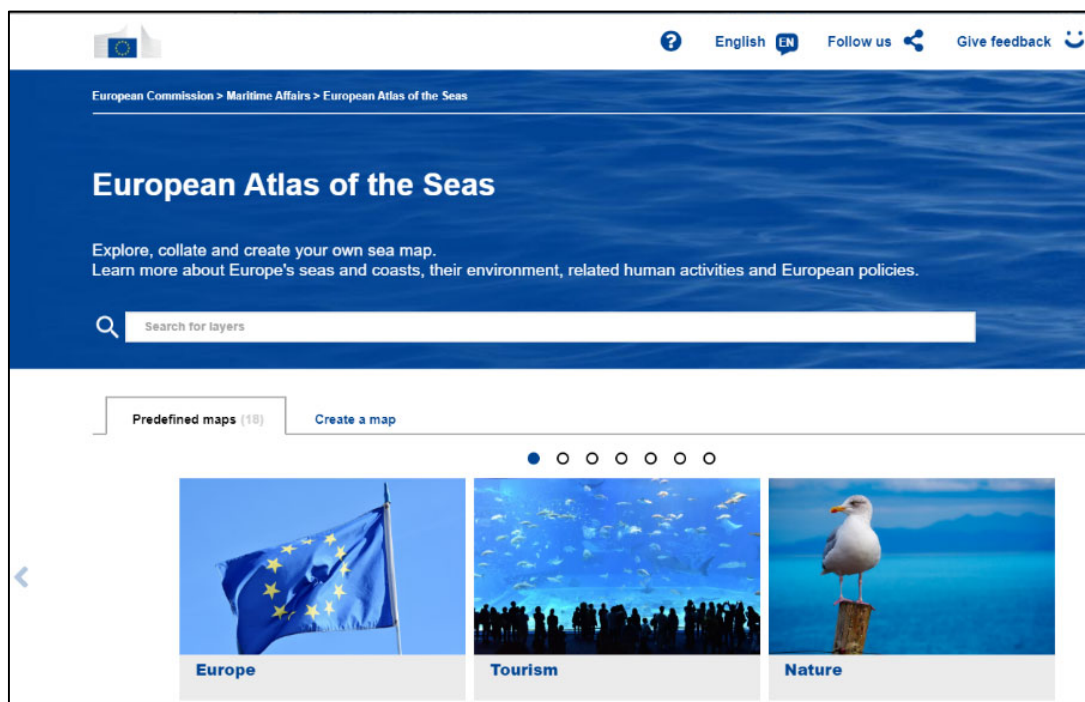 English EN Follow us Give feedback
European Commission > Maritime Affairs > European Atlas of the Seas
European Atlas of the Seas
Explore, collate and create your own sea map.
Learn more about Europe's seas and coasts, their environment, related human activities and European policies.
Search for layers
Predefined maps (18) Create a map
Europe Tourism Nature